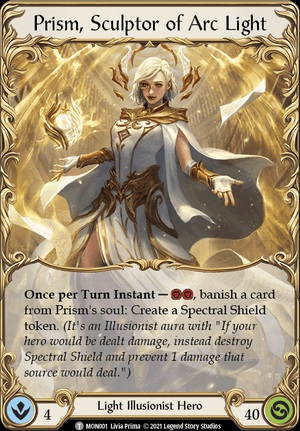 Prism, Sculptor of Arc Light
Once per Turn Instant — , banish a card
from Prism's soul: Create a Spectral Shield
token. (It's an Illusionist aura with "If your
hero would be dealt damage, instead destroy
Spectral Shield and prevent 1 damage that
source would deal.")
4
Light Illusionist Hero
40
T MON001 Livia Prima © 2021 Legend Story Studios